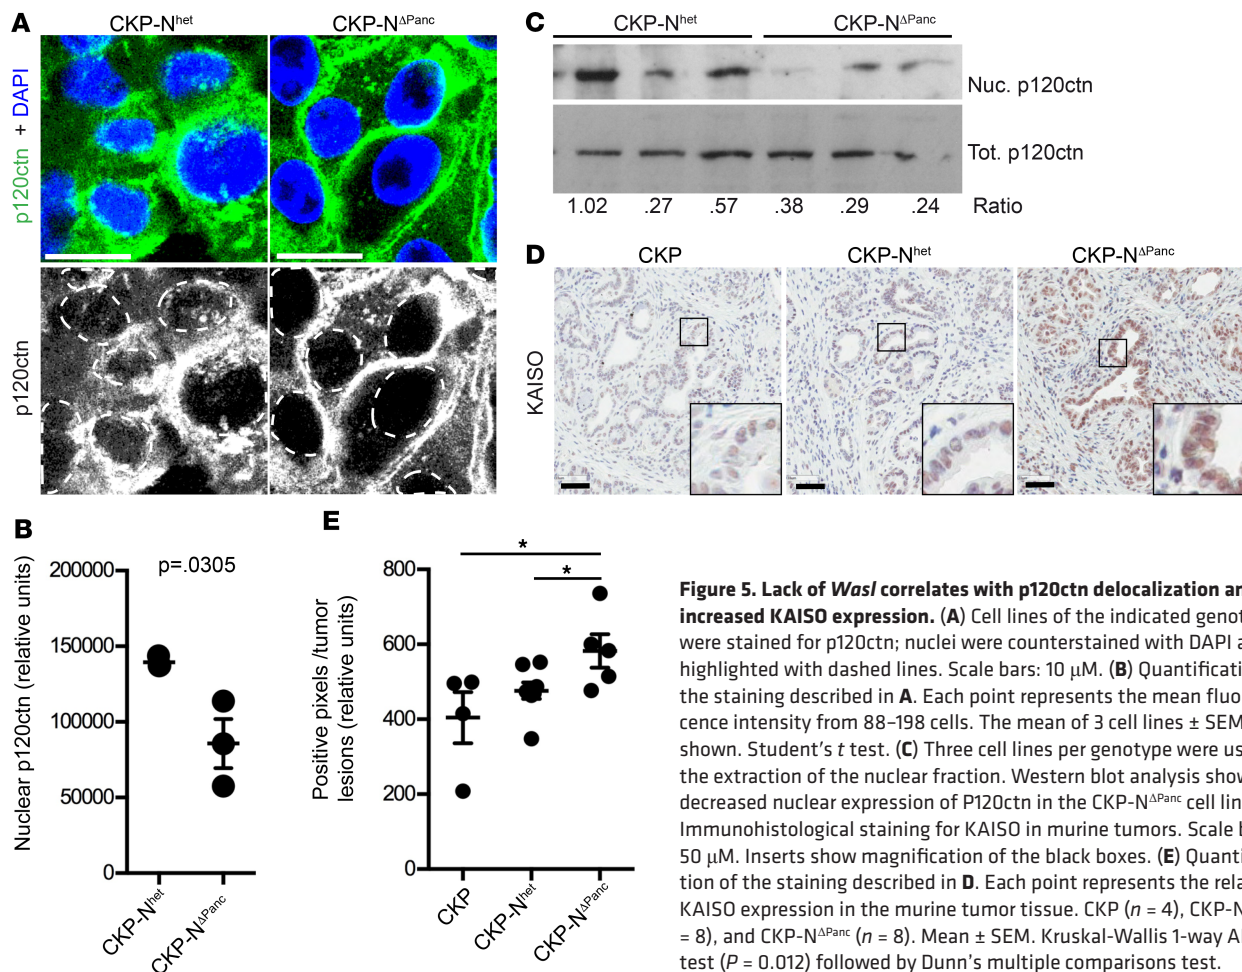 A
CKP-Nhet
CKP-NΔPanc
p120ctn + DAPI
p120ctn
B
Nuclear p120ctn (relative units)
p=.0305
200000
150000
100000
50000
0
CKP-Nhet
CKP-NΔPanc
C
CKP-Nhet
CKP-NΔPanc
Nuc. p120ctn
Tot. p120ctn
1.02 .27 .57 .38 .29 .24 Ratio
D
CKP
CKP-Nhet
CKP-NΔPanc
KAISO
E
Positive pixels /tumor
lesions (relative units)
*
*
800
600
400
200
0
CKP
CKP-Nhet
CKP-NΔPanc
Figure 5. Lack of Wasl correlates with p120ctn delocalization
increased KAISO expression. (A) Cell lines of the indicated
were stained for p120ctn; nuclei were counterstained with DAPI
highlighted with dashed lines. Scale bars: 10 μM. (B)
the staining described in A. Each point represents the mean
cence intensity from 88–198 cells. The mean of 3 cell lines ± SEM
shown. Student's t test. (C) Three cell lines per genotype were
the extraction of the nuclear fraction. Western blot analysis
decreased nuclear expression of P120ctn in the CKP-NΔPanc cell
Immunohistological staining for KAISO in murine tumors. Scale
50 μM. Inserts show magnification of the black boxes. (E)
tion of the staining described in D. Each point represents the
KAISO expression in the murine tumor tissue. CKP (n = 4),
= 8), and CKP-NΔPanc (n = 8). Mean ± SEM. Kruskal-Wallis 1-way
test (P = 0.012) followed by Dunn's multiple comparisons test.